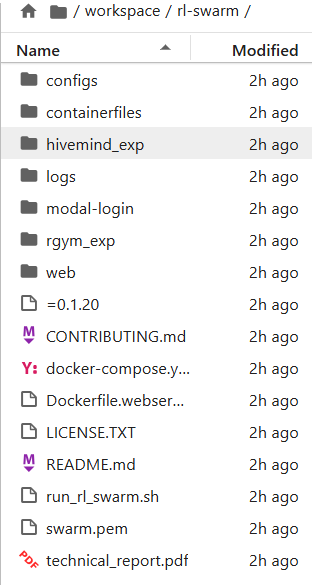 / workspace / rl-swarm /
Name Modified
configs 2h ago
containerfiles 2h ago
hivemind_exp 2h ago
logs 2h ago
modal-login 2h ago
rgym_exp 2h ago
web 2h ago
=0.1.20 2h ago
CONTRIBUTING.md 2h ago
Y: docker-compose.y... 2h ago
Dockerfile.webser... 2h ago
LICENSE.TXT 2h ago
README.md 2h ago
run_rl_swarm.sh 2h ago
swarm.pem 2h ago
PDF technical_report.pdf 2h ago